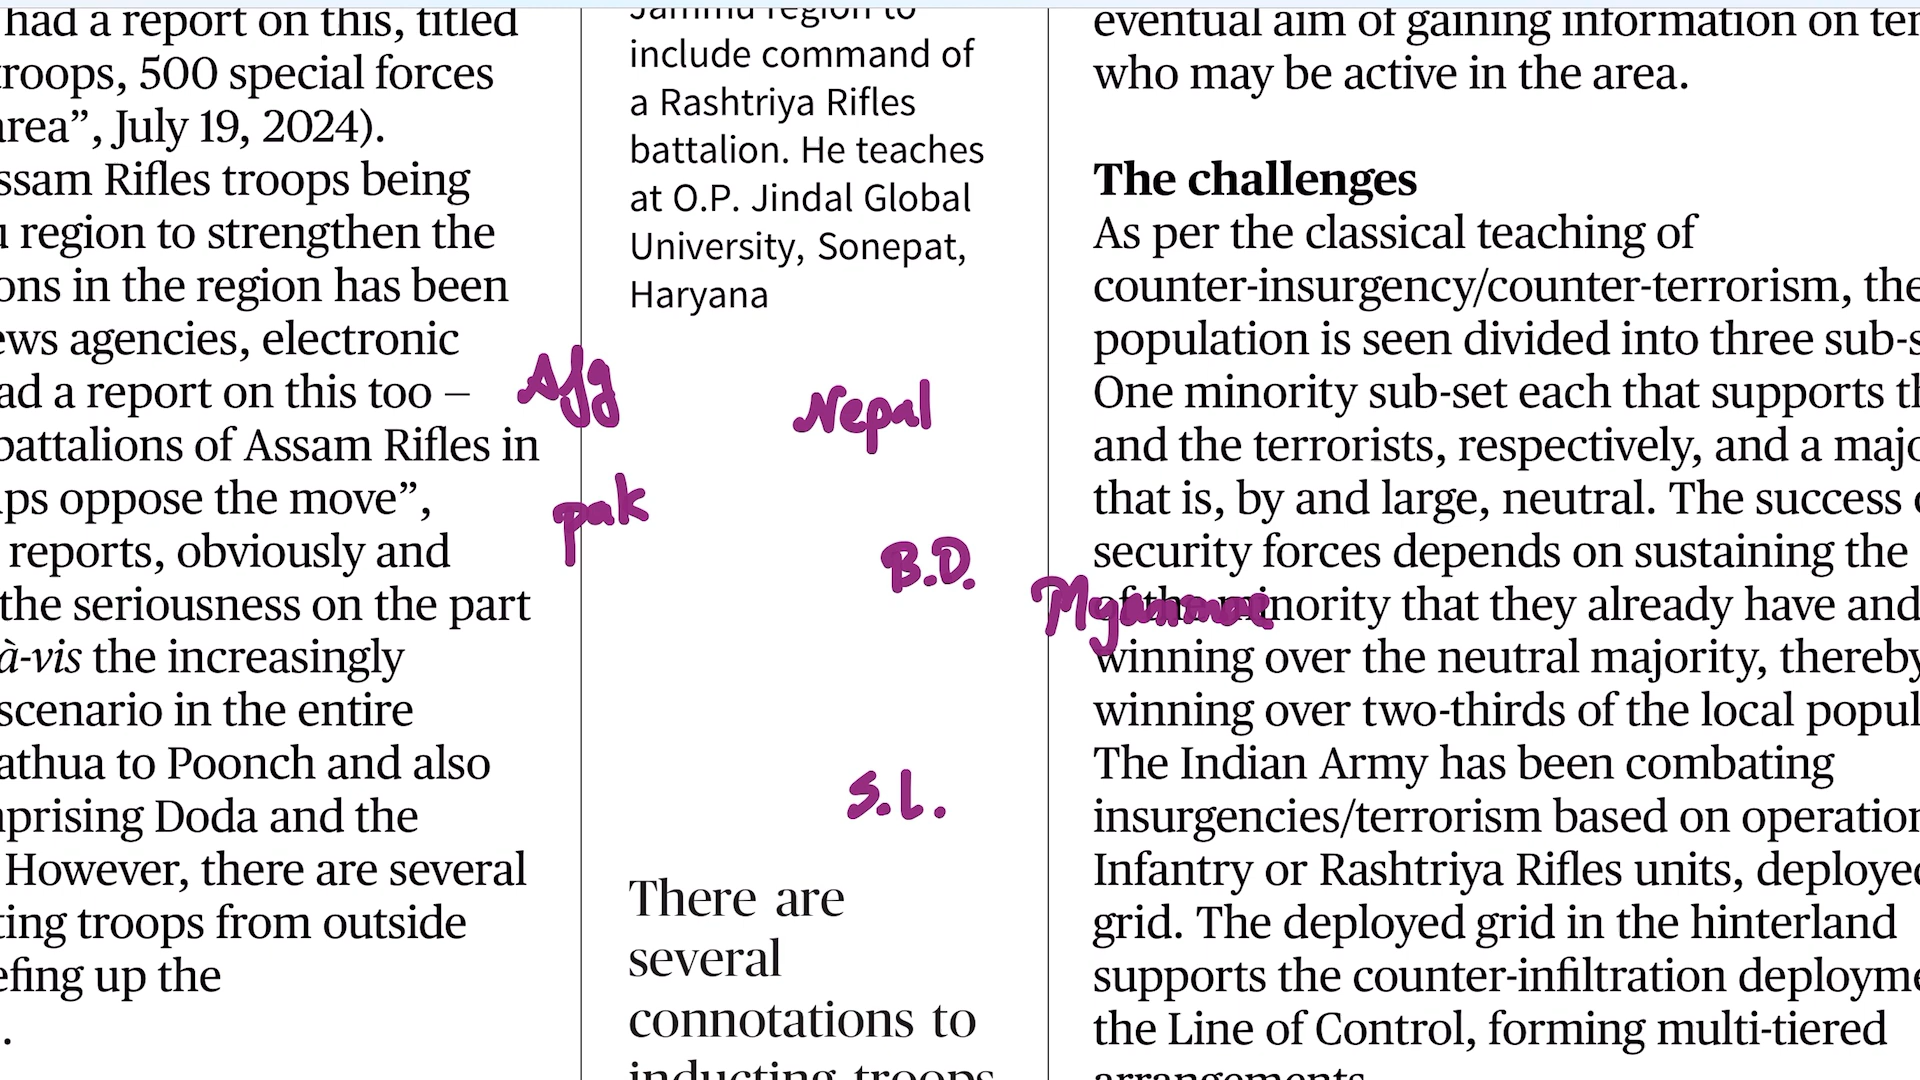 had a report on this, titled
troops, 500 special forces
area”, July 19, 2024).
ssam Rifles troops being
region to strengthen the
ons in the region has been
ews agencies, electronic
ad a report on this too –
battalions of Assam Rifles in
ps oppose the move”,
reports, obviously and
the seriousness on the part
à-vis the increasingly
scenario in the entire
athua to Poonch and also
prising Doda and the
However, there are several
ting troops from outside
efing up the
Jammu region to
include command of
a Rashtriya Rifles
battalion. He teaches
at O.P. Jindal Global
University, Sonepat,
Haryana
Afg
Nepal
pak
B.D.
Myanmar
S.L.
There are
several
connotations to
inducting troops
eventual aim of gaining information on ter
who may be active in the area.
The challenges
As per the classical teaching of
counter-insurgency/counter-terrorism, the
population is seen divided into three sub-s
One minority sub-set each that supports th
and the terrorists, respectively, and a majo
that is, by and large, neutral. The success o
security forces depends on sustaining the
of the minority that they already have and
winning over the neutral majority, thereby
winning over two-thirds of the local popul
The Indian Army has been combating
insurgencies/terrorism based on operation
Infantry or Rashtriya Rifles units, deployed
grid. The deployed grid in the hinterland
supports the counter-infiltration deployme
the Line of Control, forming multi-tiered
arrangements.